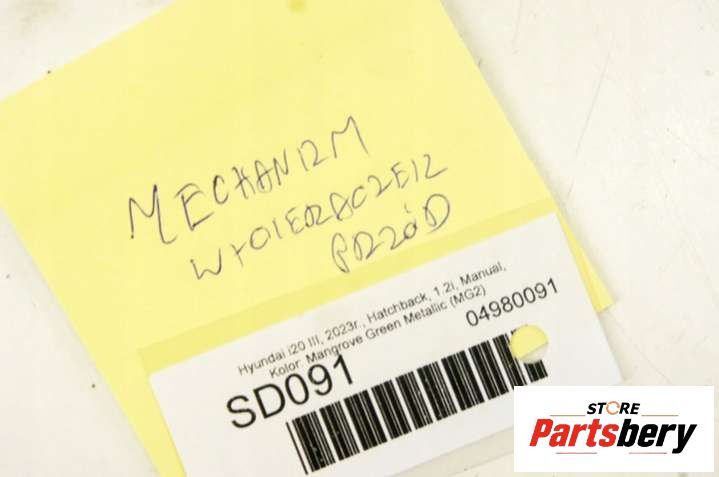 MECHANIZM
WYCIERACZEK
PRZÓD
Hyundai i20 III, 2023r., Hatchback, 1.2i, Manual,
Kolor: Mangrove Green Metallic (MG2)
SD091
04980091
STORE
Partsbery